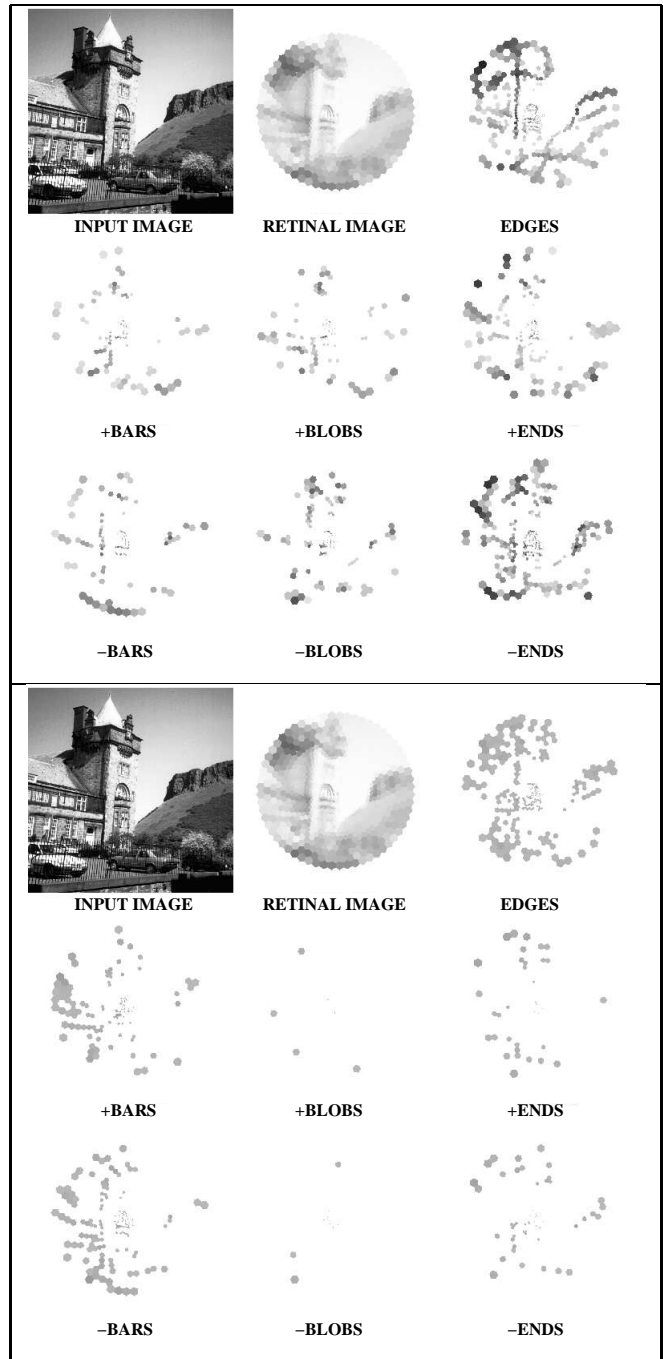 INPUT IMAGE RETINAL IMAGE EDGES
+BARS +BLOBS +ENDS
−BARS −BLOBS −ENDS
INPUT IMAGE RETINAL IMAGE EDGES
+BARS +BLOBS +ENDS
−BARS −BLOBS −ENDS